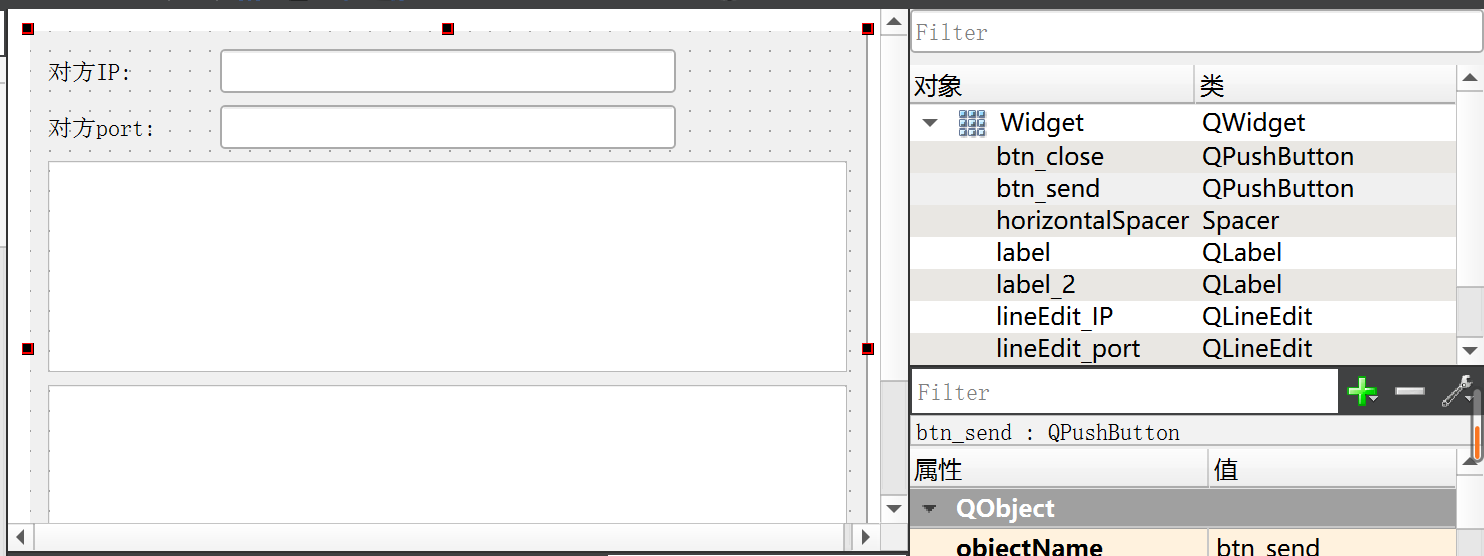 对方IP:
对方port:
Filter
对象 类
Widget QWidget
btn_close QPushButton
btn_send QPushButton
horizontalSpacer Spacer
label QLabel
label_2 QLabel
lineEdit_IP QLineEdit
lineEdit_port QLineEdit
Filter
btn_send : QPushButton
属性 值
QObject
objectName btn_send